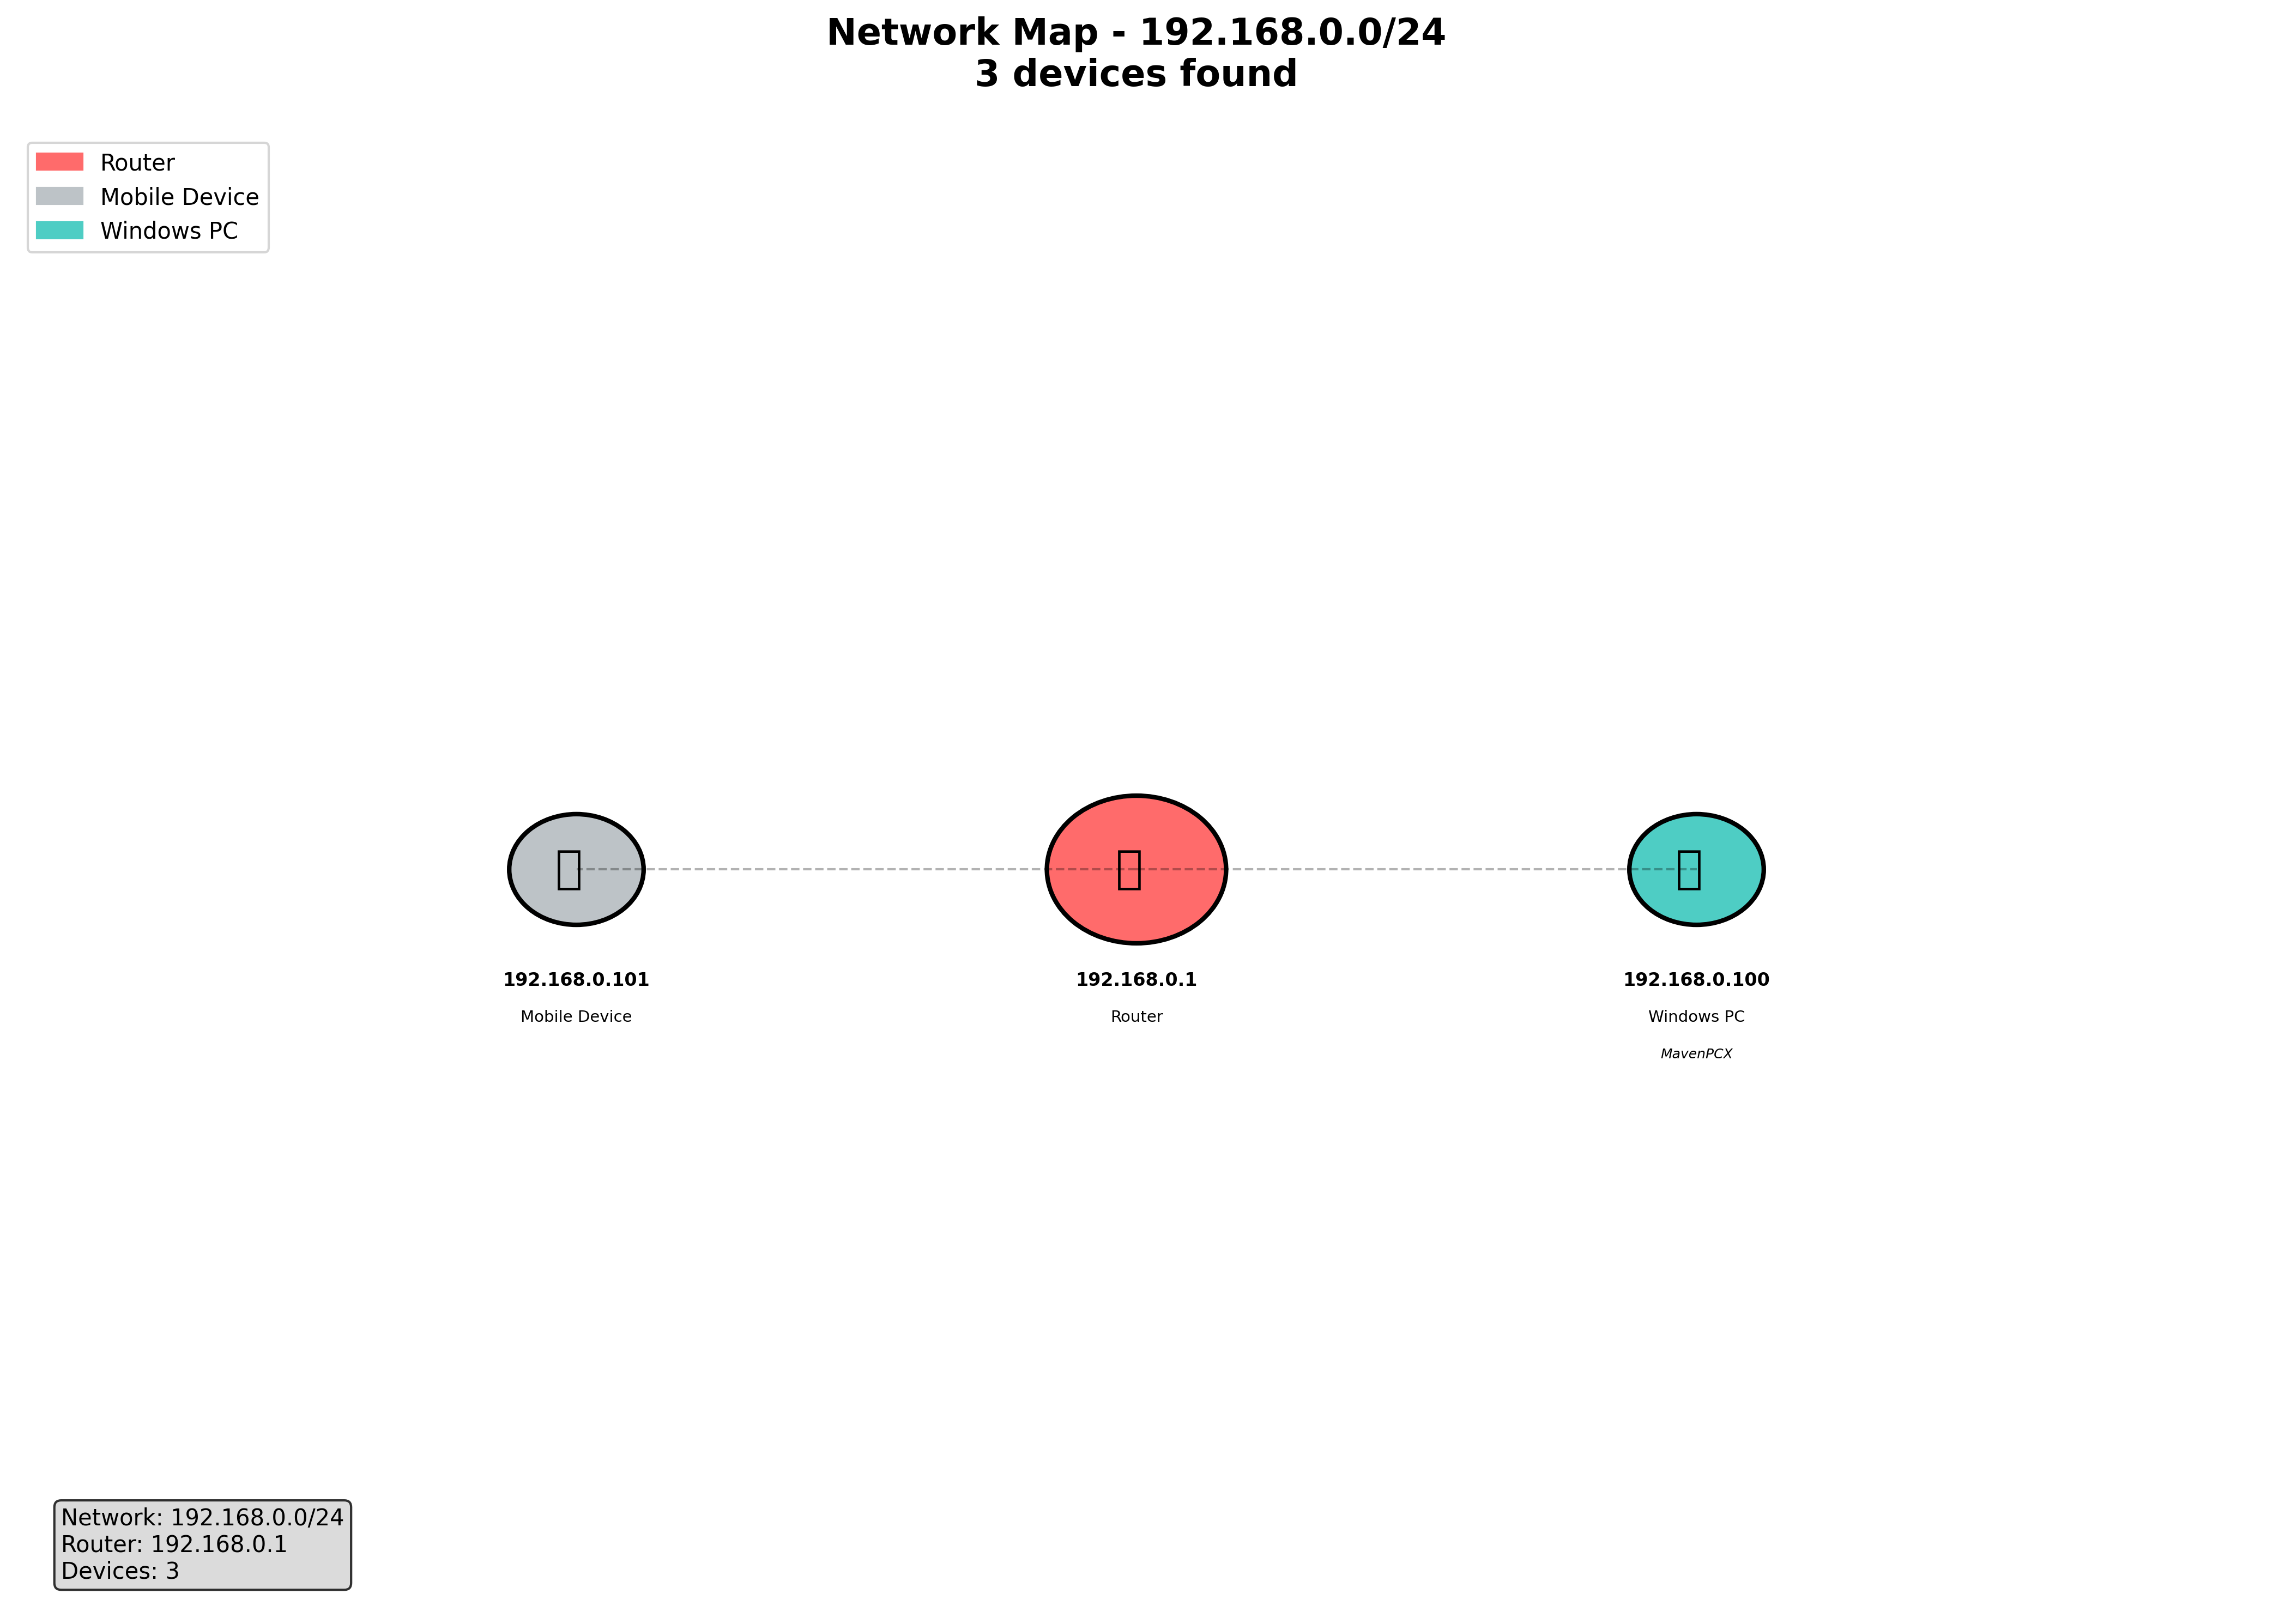 Network Map - 192.168.0.0/24
3 devices found
Router
Mobile Device
Windows PC
192.168.0.101
Mobile Device
192.168.0.1
Router
192.168.0.100
Windows PC
MavenPCX
Network: 192.168.0.0/24
Router: 192.168.0.1
Devices: 3